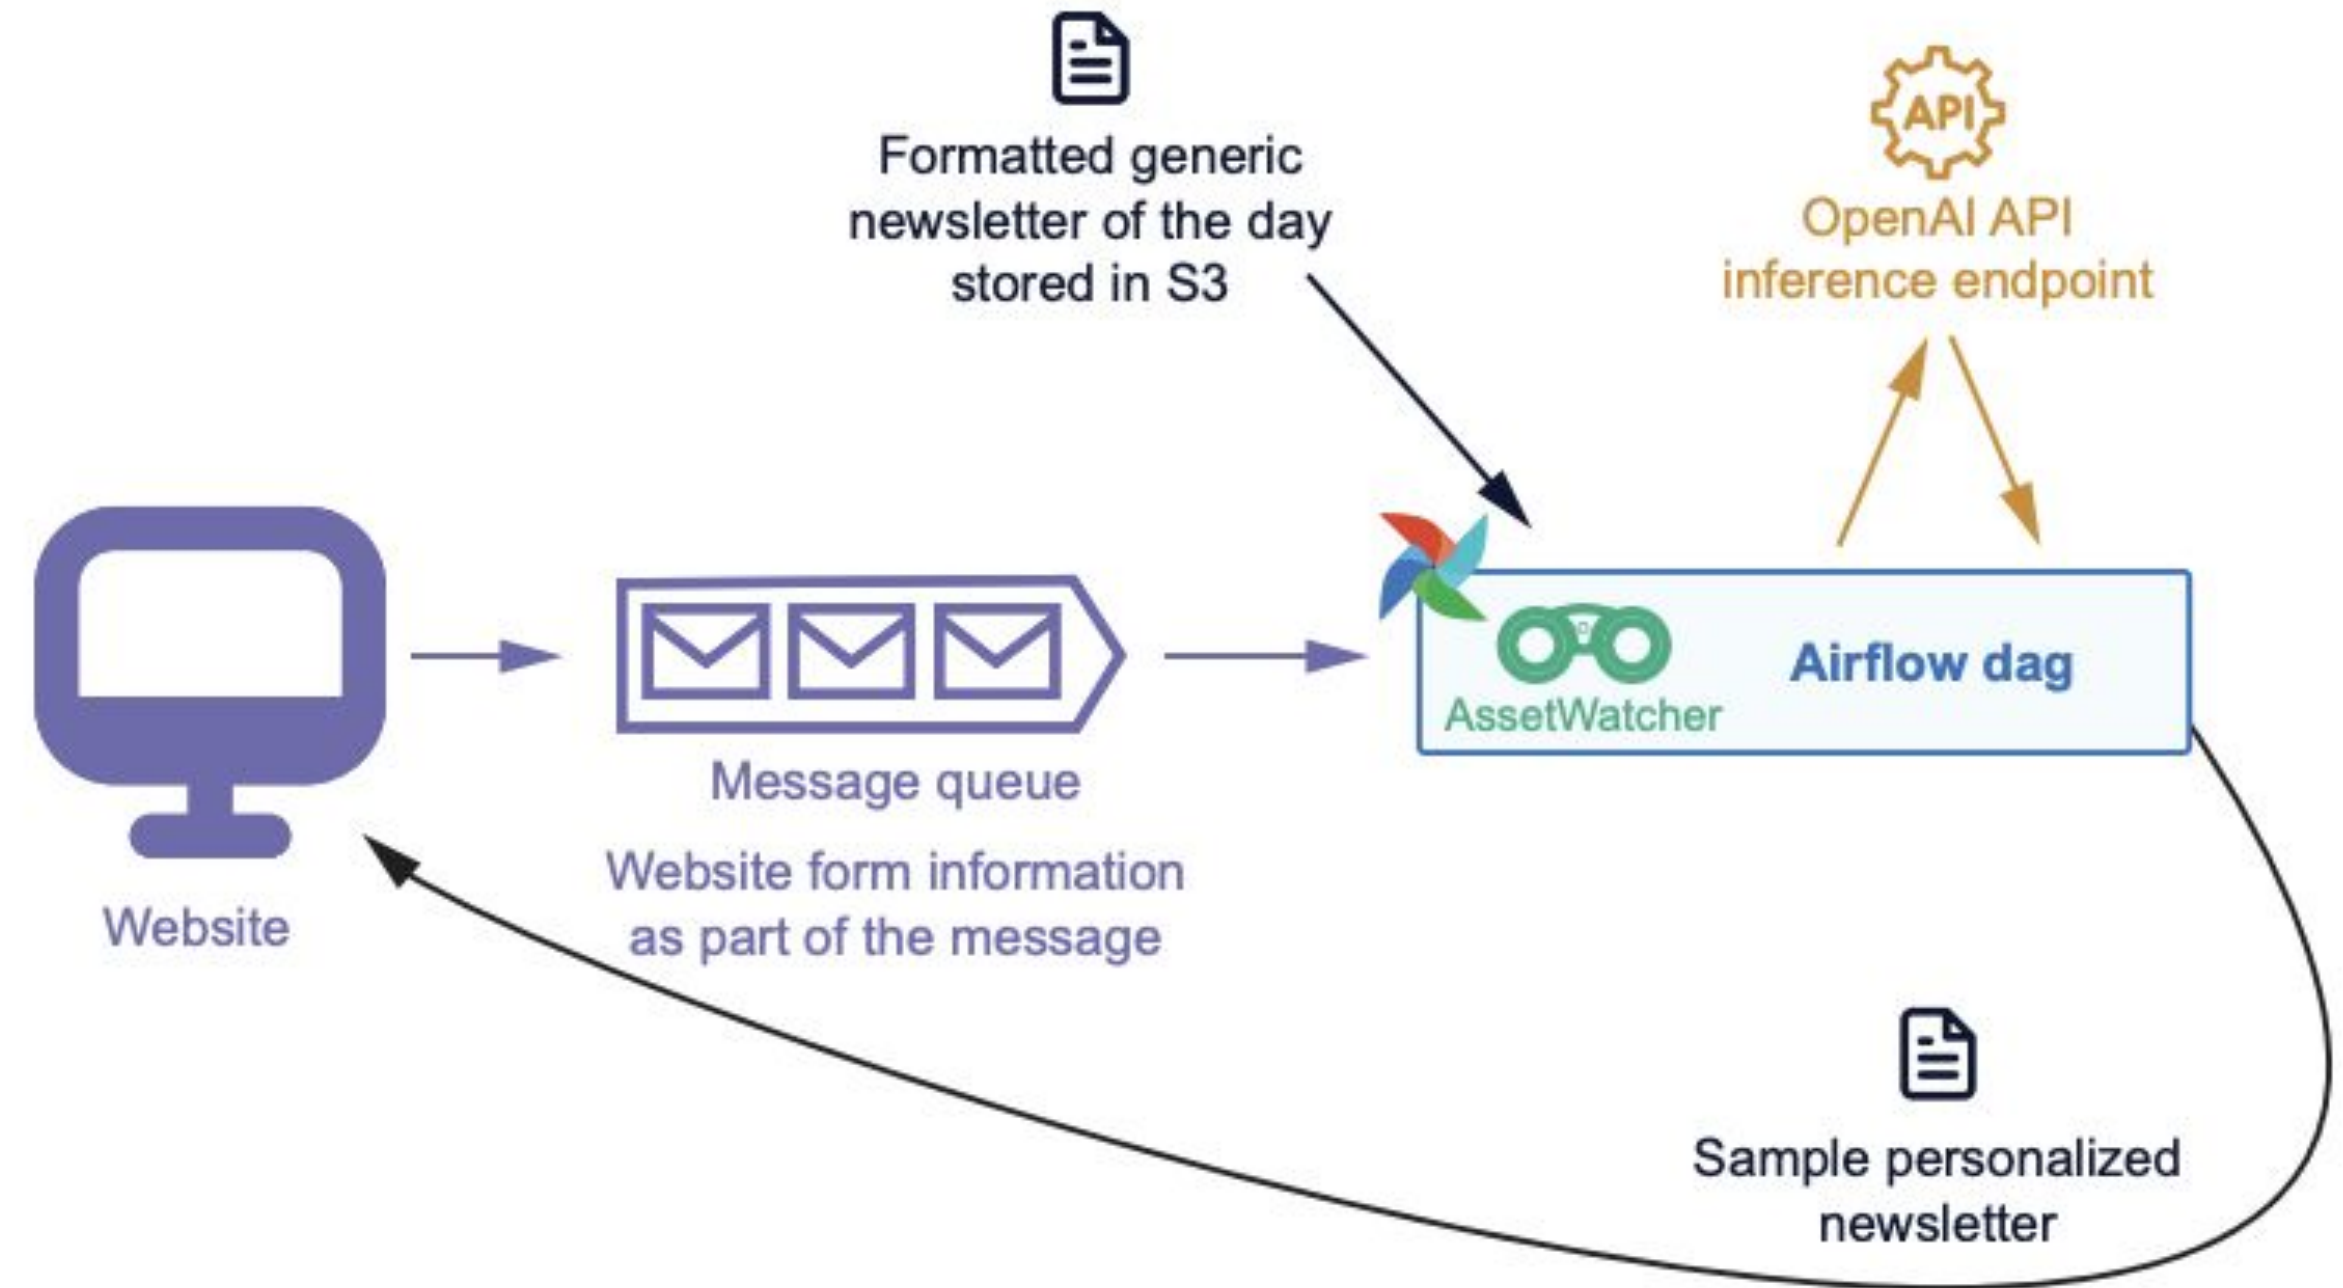 Formatted generic
newsletter of the day
stored in S3
API
OpenAI API
inference endpoint
AssetWatcher
Airflow dag
Message queue
Website form information
as part of the message
Website
Sample personalized
newsletter